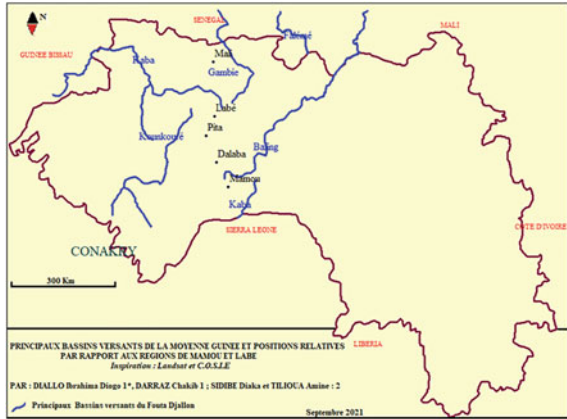 N
SENEGAL
MALI
GUINEE BISSAU
Kaba
Mali
Falémé
Gambie
Labé
Kounkouré
Pita
Bafing
Dalaba
Mamou
Kaba
CONAKRY
SIERRA LEONE
COTE D'IVOIRE
300 Km
LIBERIA
PRINCIPAUX BASSINS VERSANTS DE LA MOYENNE GUINEE ET POSITIONS RELATIVES
PAR RAPPORT AUX REGIONS DE MAMOU ET LABE
Inspiration : Landsat et C.O.S.I.E
PAR : DIALLO Ibrahima Diogo 1*, DARRAZ Chakib 1 ; SIDIBE Diaka et TILIOUA Amine : 2
Principaux Bassins versants du Fouta Djallon
Septembre 2021